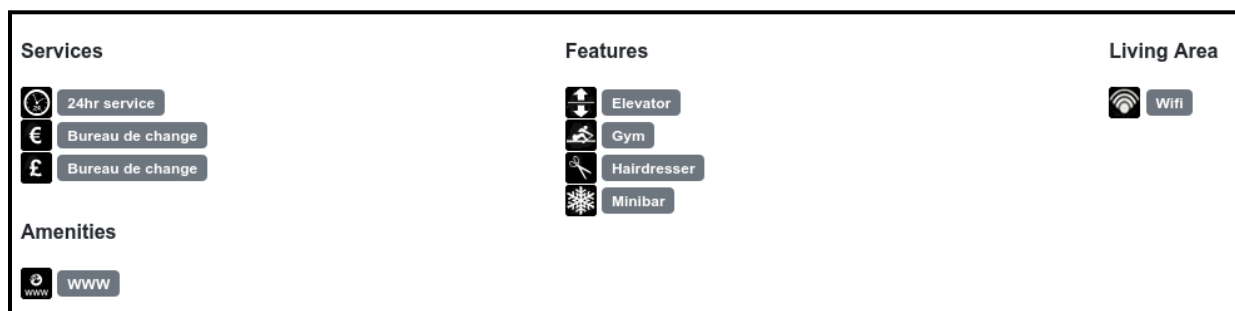 Services
24hr service
€ Bureau de change
£ Bureau de change
Amenities
www WWW
Features
Elevator
Gym
Hairdresser
Minibar
Living Area
Wifi